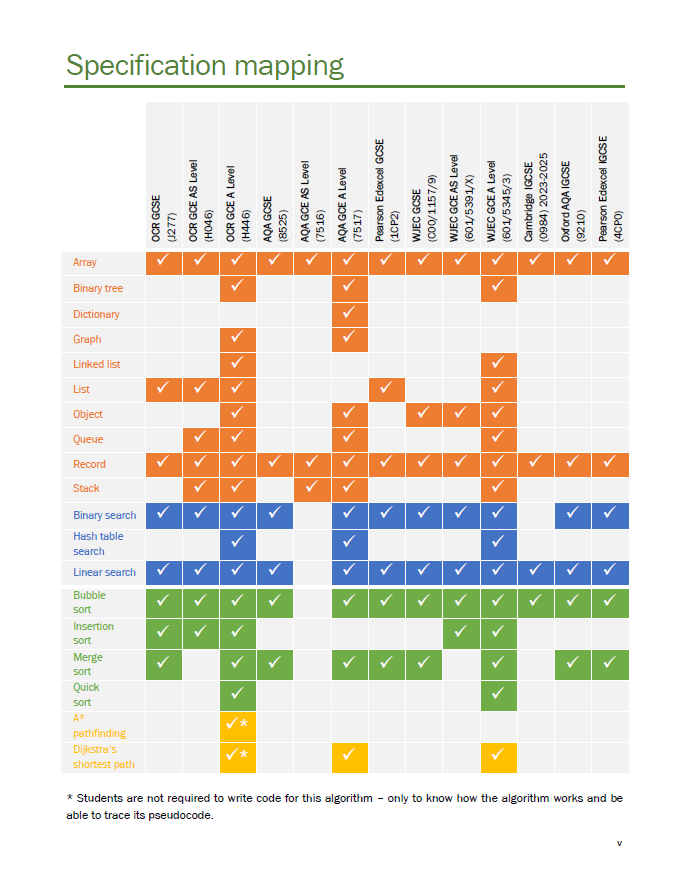 Specification mapping
OCR GCSE
(J277)
OCR GCE AS Level
(H046)
OCR GCE A Level
(H446)
AQA GCSE
(8525)
AQA GCE AS Level
(7516)
AQA GCE A Level
(7517)
Pearson Edexcel GCSE
(1CP2)
WJEC GCSE
(C00/1157/9)
WJEC GCE AS Level
(601/5391/X)
WJEC GCE A Level
(601/5345/3)
Cambridge IGCSE
(0984) 2023-2025
Oxford AQA IGCSE
(9210)
Pearson Edexcel IGCSE
(4CP0)
Array ✓ ✓ ✓ ✓ ✓ ✓ ✓ ✓ ✓ ✓ ✓ ✓ ✓
Binary tree ✓ ✓ ✓
Dictionary ✓
Graph ✓ ✓
Linked list ✓ ✓
List ✓ ✓ ✓ ✓ ✓
Object ✓ ✓ ✓ ✓ ✓
Queue ✓ ✓ ✓ ✓
Record ✓ ✓ ✓ ✓ ✓ ✓ ✓ ✓ ✓ ✓ ✓ ✓ ✓
Stack ✓ ✓ ✓ ✓ ✓
Binary search ✓ ✓ ✓ ✓ ✓ ✓ ✓ ✓ ✓ ✓ ✓
Hash table
search ✓ ✓ ✓
Linear search ✓ ✓ ✓ ✓ ✓ ✓ ✓ ✓ ✓ ✓ ✓ ✓
Bubble
sort ✓ ✓ ✓ ✓ ✓ ✓ ✓ ✓ ✓ ✓ ✓ ✓
Insertion
sort ✓ ✓ ✓ ✓ ✓
Merge
sort ✓ ✓ ✓ ✓ ✓ ✓ ✓ ✓ ✓
Quick
sort ✓ ✓
A*
pathfinding ✓*
Dijkstra's
shortest path ✓* ✓ ✓
* Students are not required to write code for this algorithm – only to know how the algorithm works and be
able to trace its pseudocode.
v